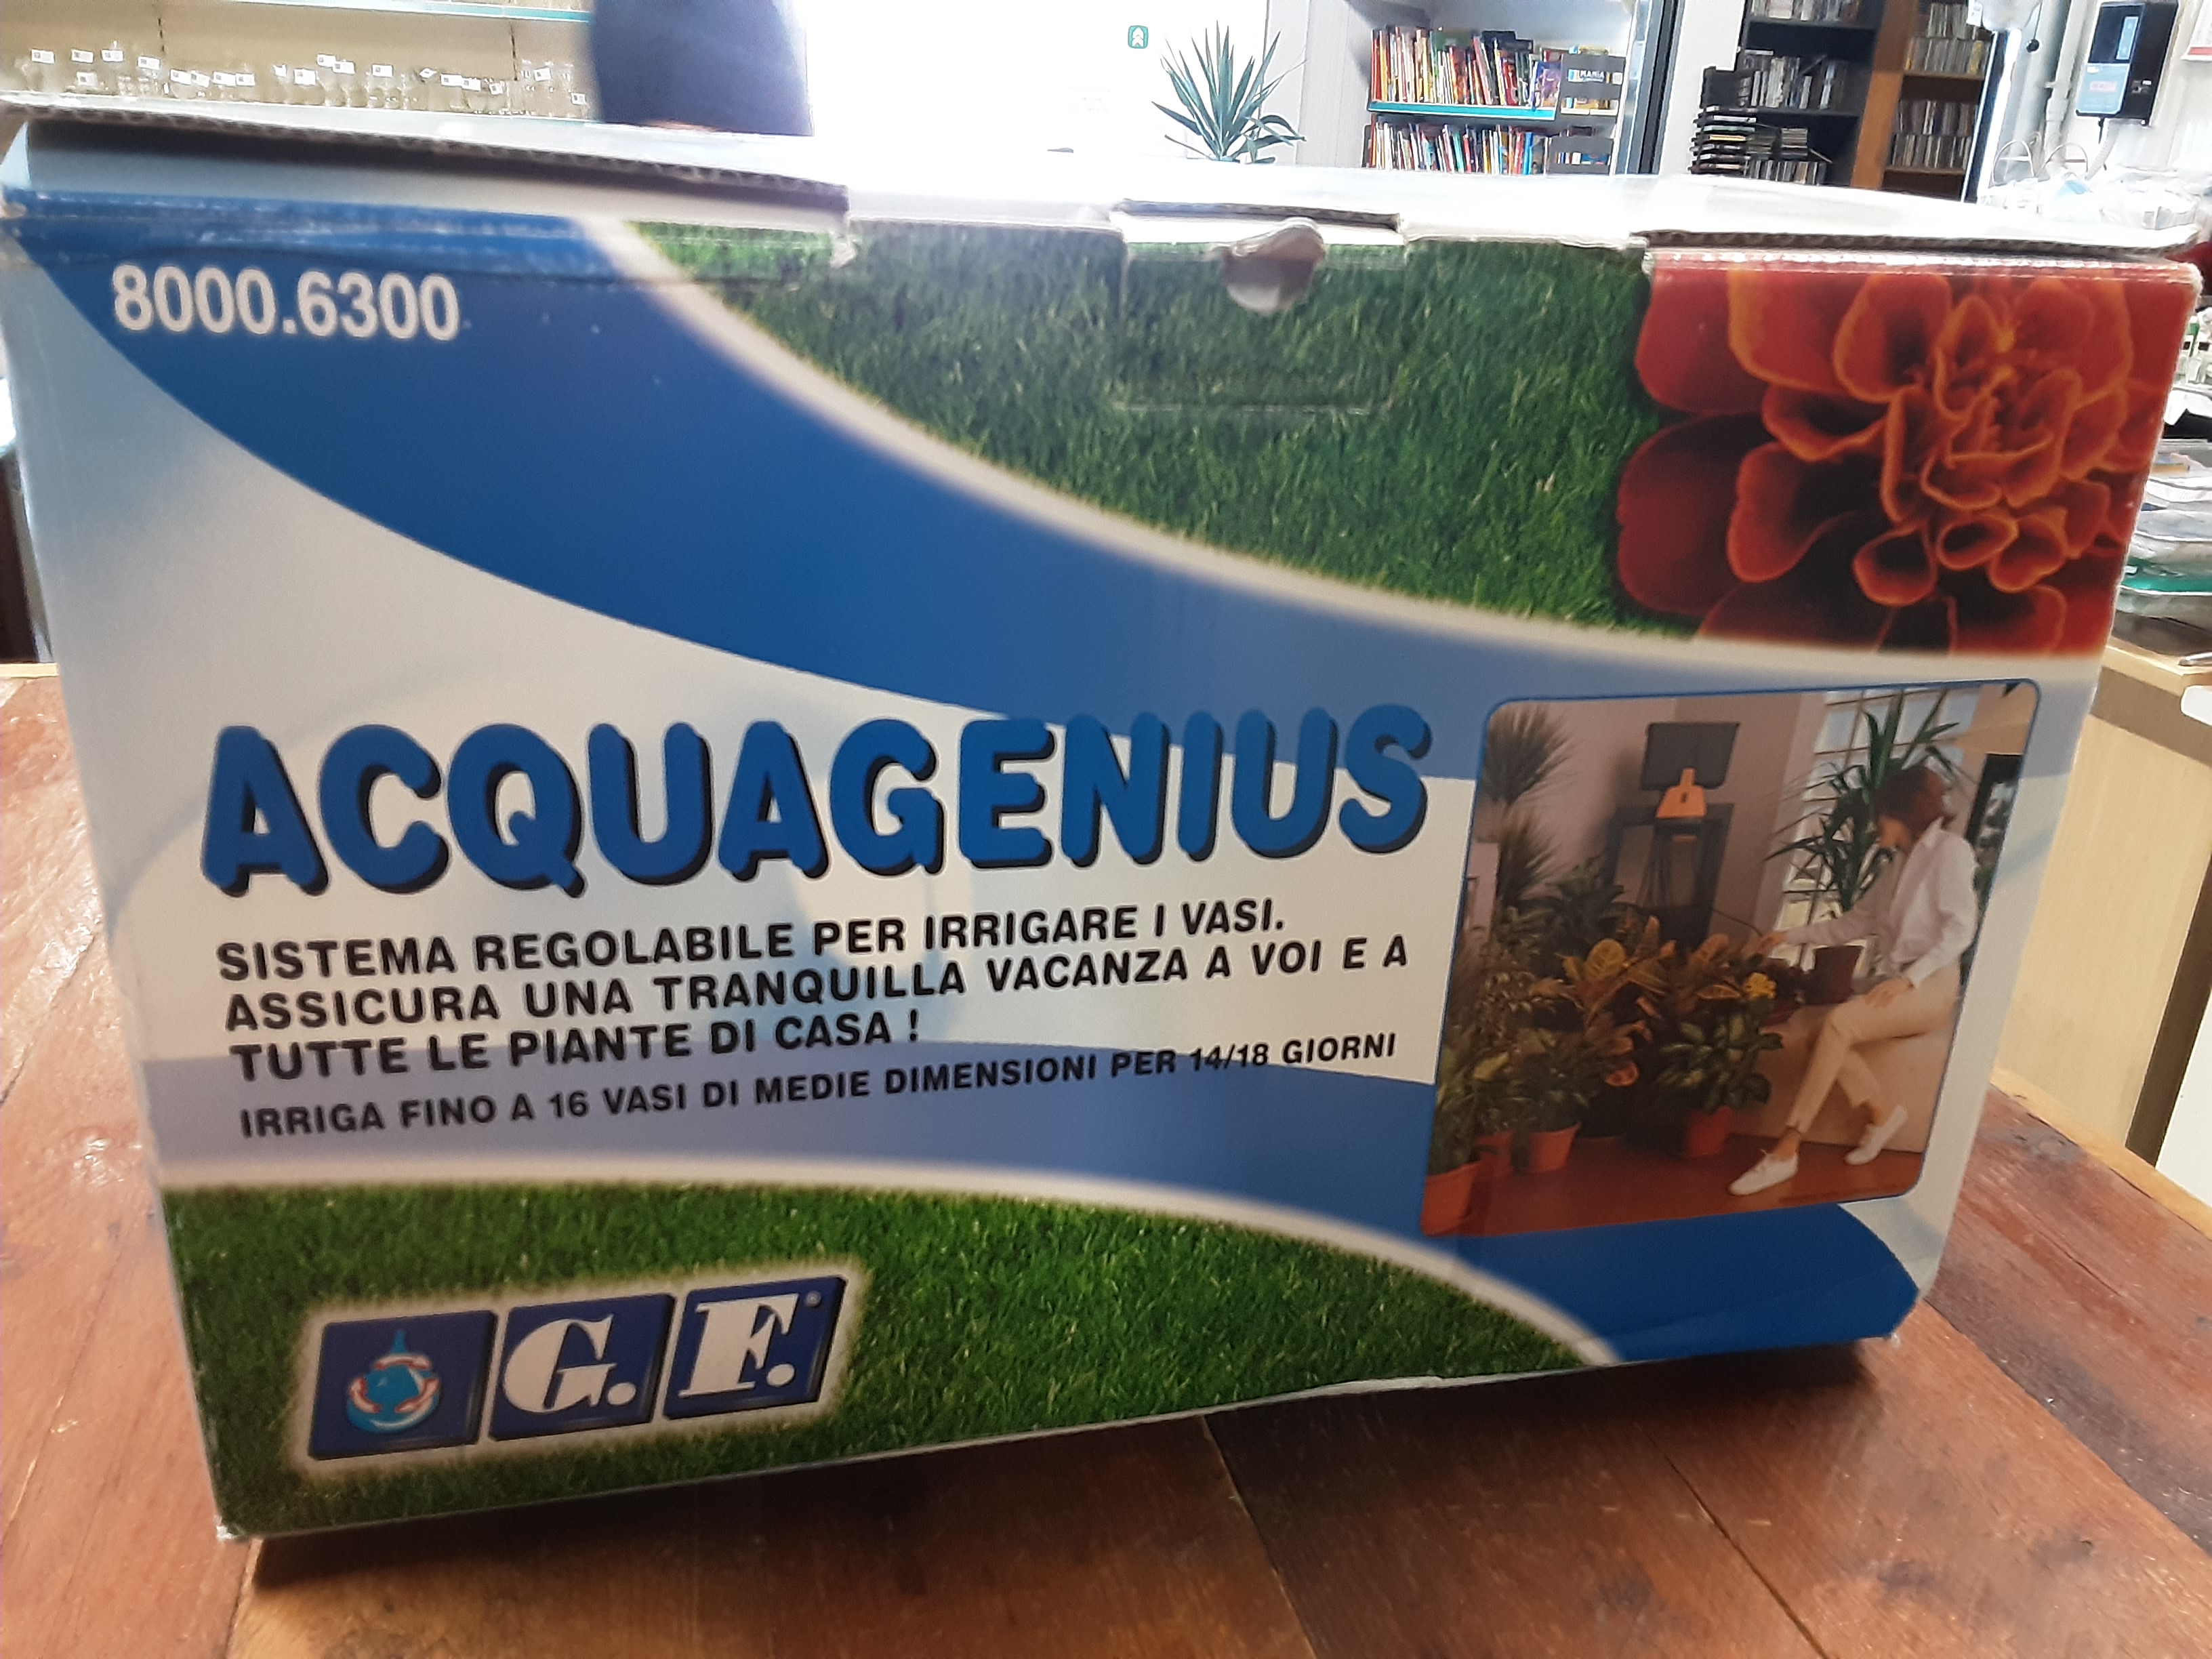 8000.6300
ACQUAGENIUS
SISTEMA REGOLABILE PER IRRIGARE I VASI.
ASSICURA UNA TRANQUILLA VACANZA A VOI E A
TUTTE LE PIANTE DI CASA !
IRRIGA FINO A 16 VASI DI MEDIE DIMENSIONI PER 14/18 GIORNI
G. F.®